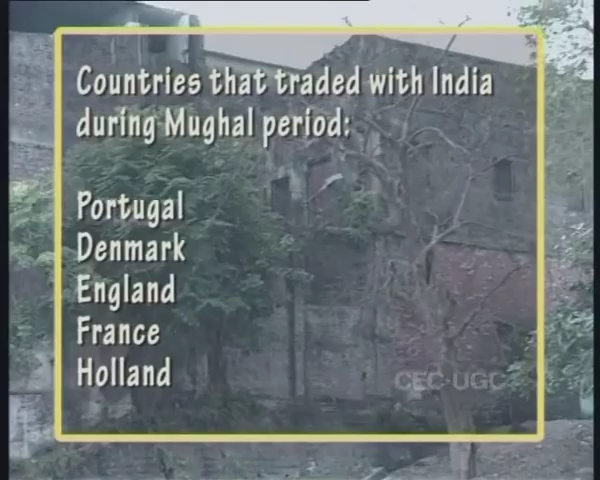 Countries that traded with India
during Mughal period:
Portugal
Denmark
England
France
Holland
CEC-UGC